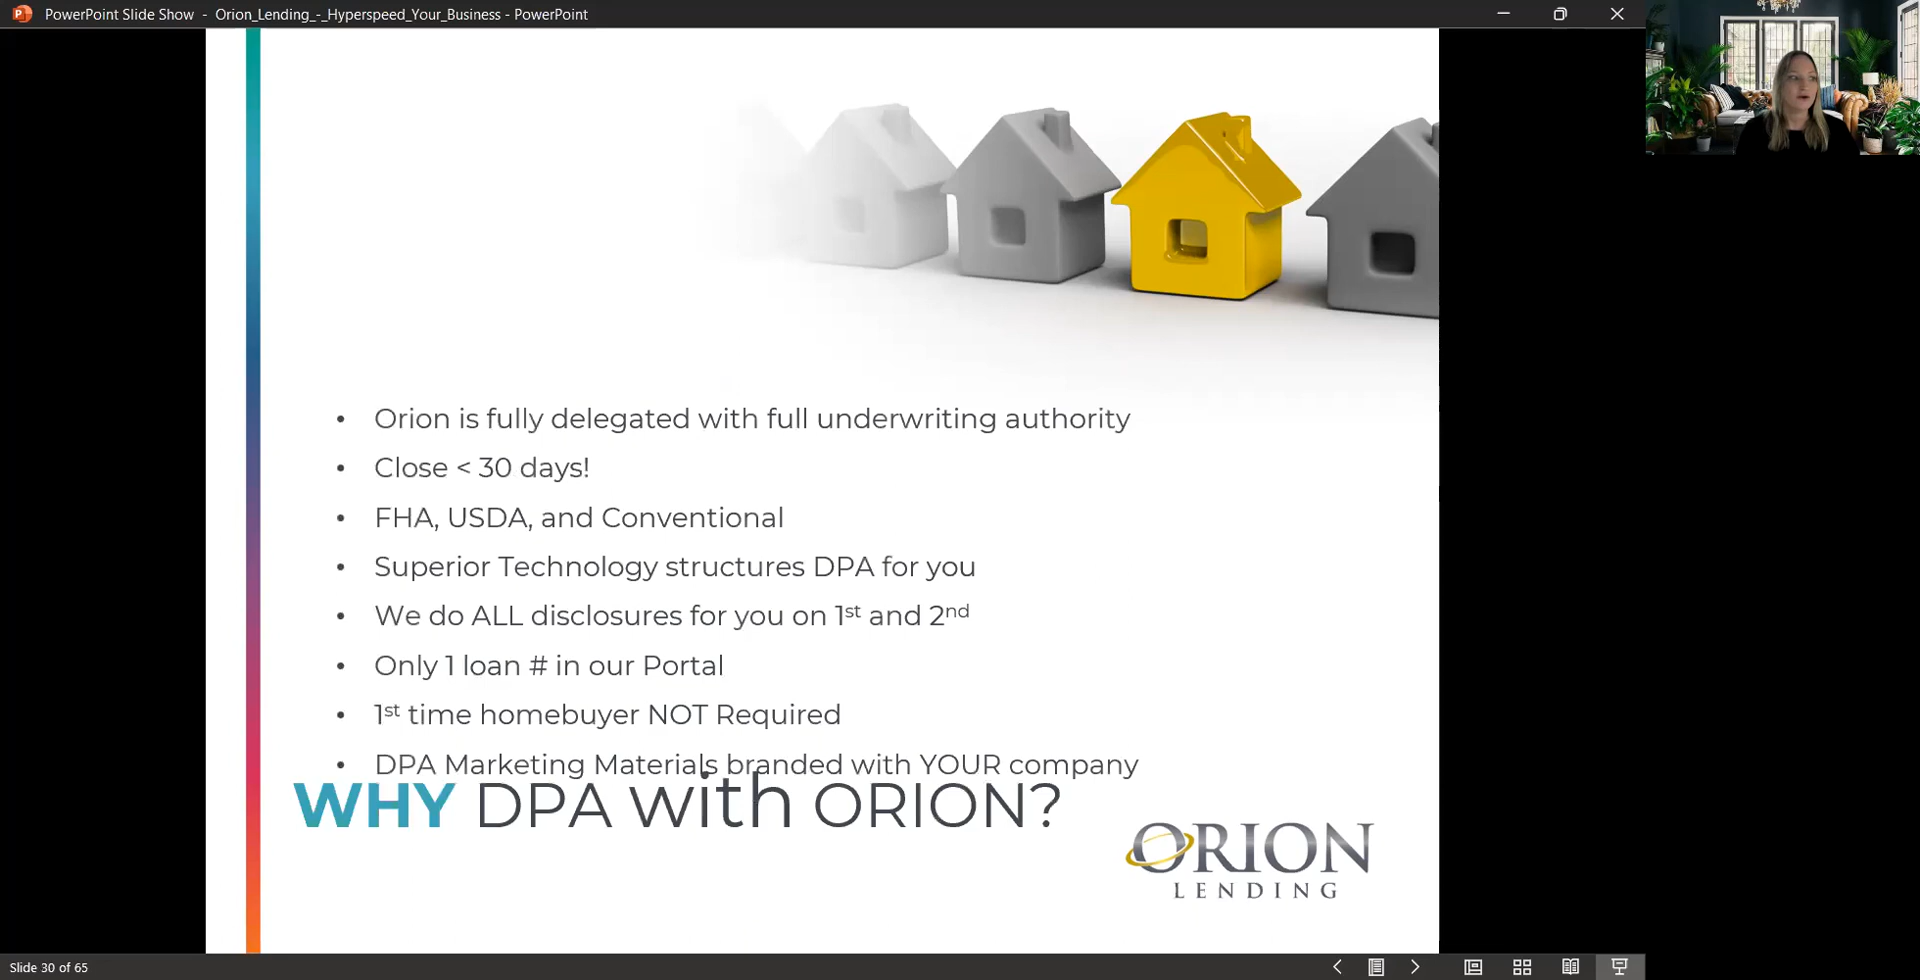 PowerPoint Slide Show - Orion_Lending_-_Hyperspeed_Your_Business - PowerPoint
• Orion is fully delegated with full underwriting authority
• Close < 30 days!
• FHA, USDA, and Conventional
• Superior Technology structures DPA for you
• We do ALL disclosures for you on 1st and 2nd
• Only 1 loan # in our Portal
• 1st time homebuyer NOT Required
• DPA Marketing Materials branded with YOUR company
WHY DPA with ORION?
ORION
LENDING
Slide 30 of 65